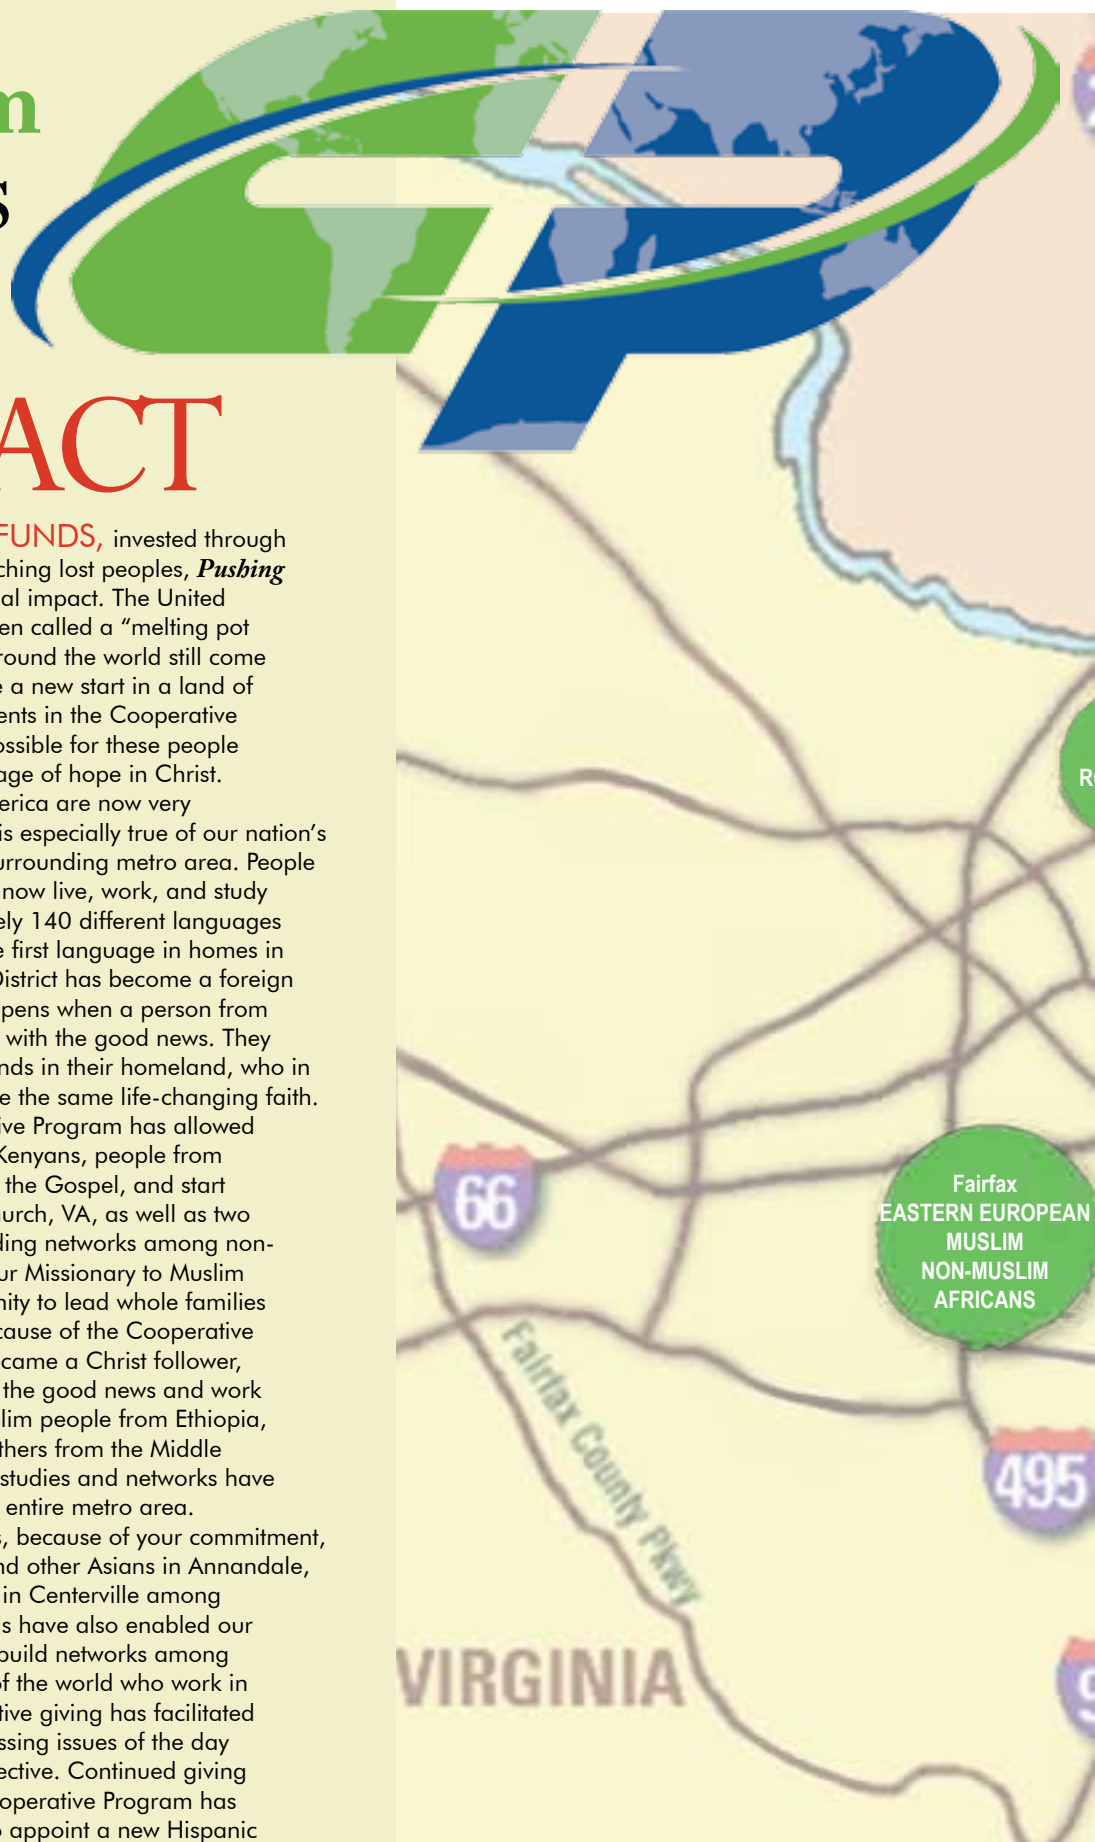 m
s
ACT
FUNDS, invested through
ching lost peoples, Pushing
al impact. The United
en called a “melting pot
round the world still come
e a new start in a land of
ents in the Cooperative
ossible for these people
age of hope in Christ.
erica are now very
is especially true of our nation’s
urrounding metro area. People
now live, work, and study
ely 140 different languages
e first language in homes in
District has become a foreign
pens when a person from
with the good news. They
nds in their homeland, who in
e the same life-changing faith.
ive Program has allowed
Kenyans, people from
the Gospel, and start
hurch, VA, as well as two
ding networks among non-
ur Missionary to Muslim
nity to lead whole families
cause of the Cooperative
came a Christ follower,
the good news and work
slim people from Ethiopia,
thers from the Middle
studies and networks have
entire metro area.
s, because of your commitment,
nd other Asians in Annandale,
in Centerville among
s have also enabled our
build networks among
of the world who work in
tive giving has facilitated
ssing issues of the day
ective. Continued giving
ooperative Program has
o appoint a new Hispanic
R
66
Fairfax
EASTERN EUROPEAN
MUSLIM
NON-MUSLIM
AFRICANS
Fairfax County Pkwy
495
VIRGINIA
9